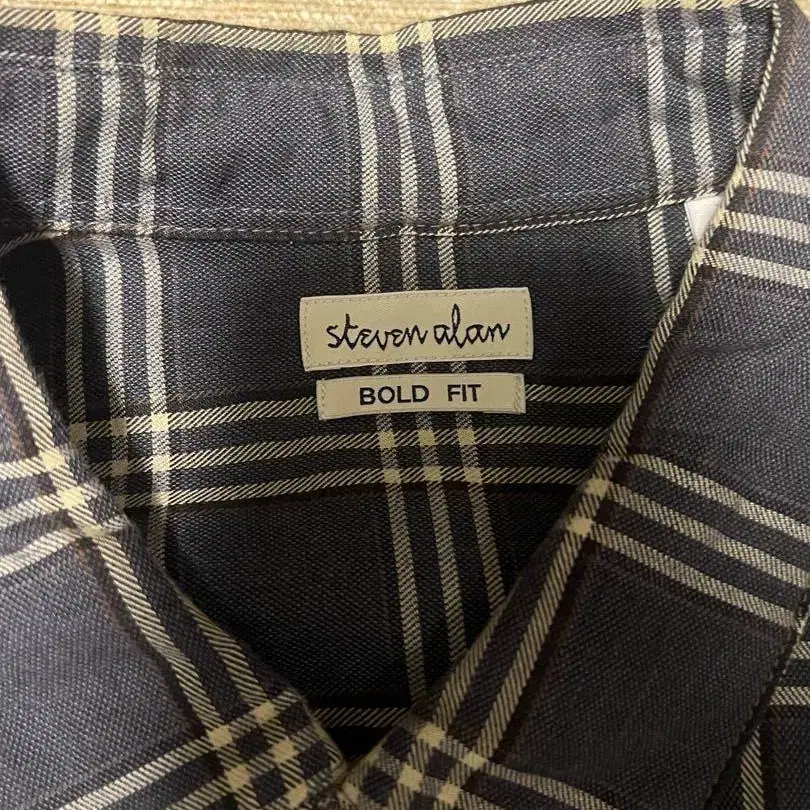 steven alan
BOLD FIT